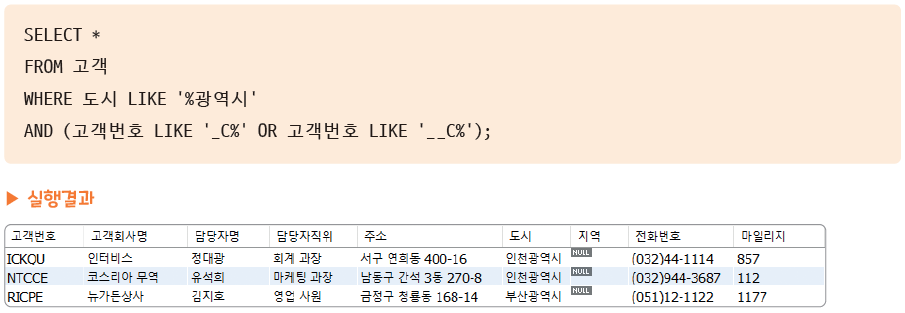 SELECT *
FROM 고객
WHERE 도시 LIKE '%광역시'
AND (고객번호 LIKE '_C%' OR 고객번호 LIKE '__C%');
▶ 실행결과
고객번호 고객회사명 담당자명 담당자직위 주소 도시 지역 전화번호 마일리지
ICKQU 인터비스 정대광 회계 과장 서구 연희동 400-16 인천광역시 NULL (032)44-1114 857
NTCCE 코스리아 무역 유석희 마케팅 과장 남동구 간석 3동 270-8 인천광역시 NULL (032)944-3687 112
RICPE 뉴가든상사 김지호 영업 사원 금정구 청룡동 168-14 부산광역시 NULL (051)12-1122 1177